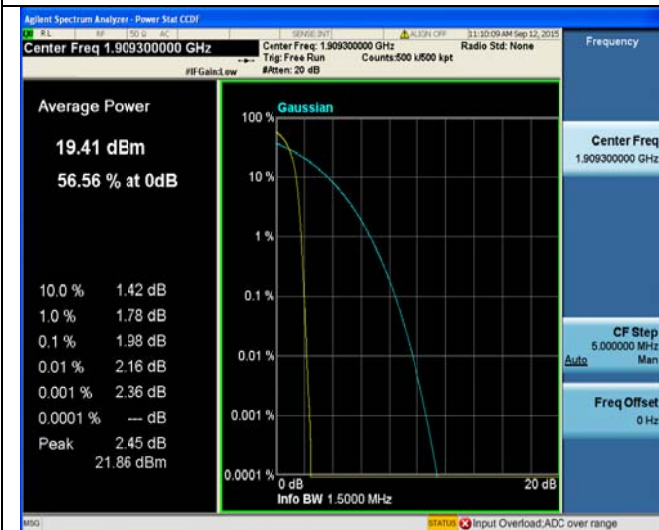 Agilent Spectrum Analyzer - Power Stat CCDF
RL RF 50 Ω AC SENSE:INT ALIGN OFF 11:10:09 AM Sep 12, 2015
Center Freq 1.909300000 GHz
Center Freq: 1.909300000 GHz
Radio Std: None
Trig: Free Run Counts:500 k/500 kpt
#IFGain:Low #Atten: 20 dB
Frequency
Average Power
19.41 dBm
56.56 % at 0dB
10.0 % 1.42 dB
1.0 % 1.78 dB
0.1 % 1.98 dB
0.01 % 2.16 dB
0.001 % 2.36 dB
0.0001 % --- dB
Peak 2.45 dB
21.86 dBm
Gaussian
100 %
10 %
1 %
0.1 %
0.01 %
0.001 %
0.0001 %
0 dB 20 dB
Info BW 1.5000 MHz
Center Freq
1.909300000 GHz
CF Step
5.000000 MHz
Auto Man
Freq Offset
0 Hz
MSG STATUS Input Overload;ADC over range